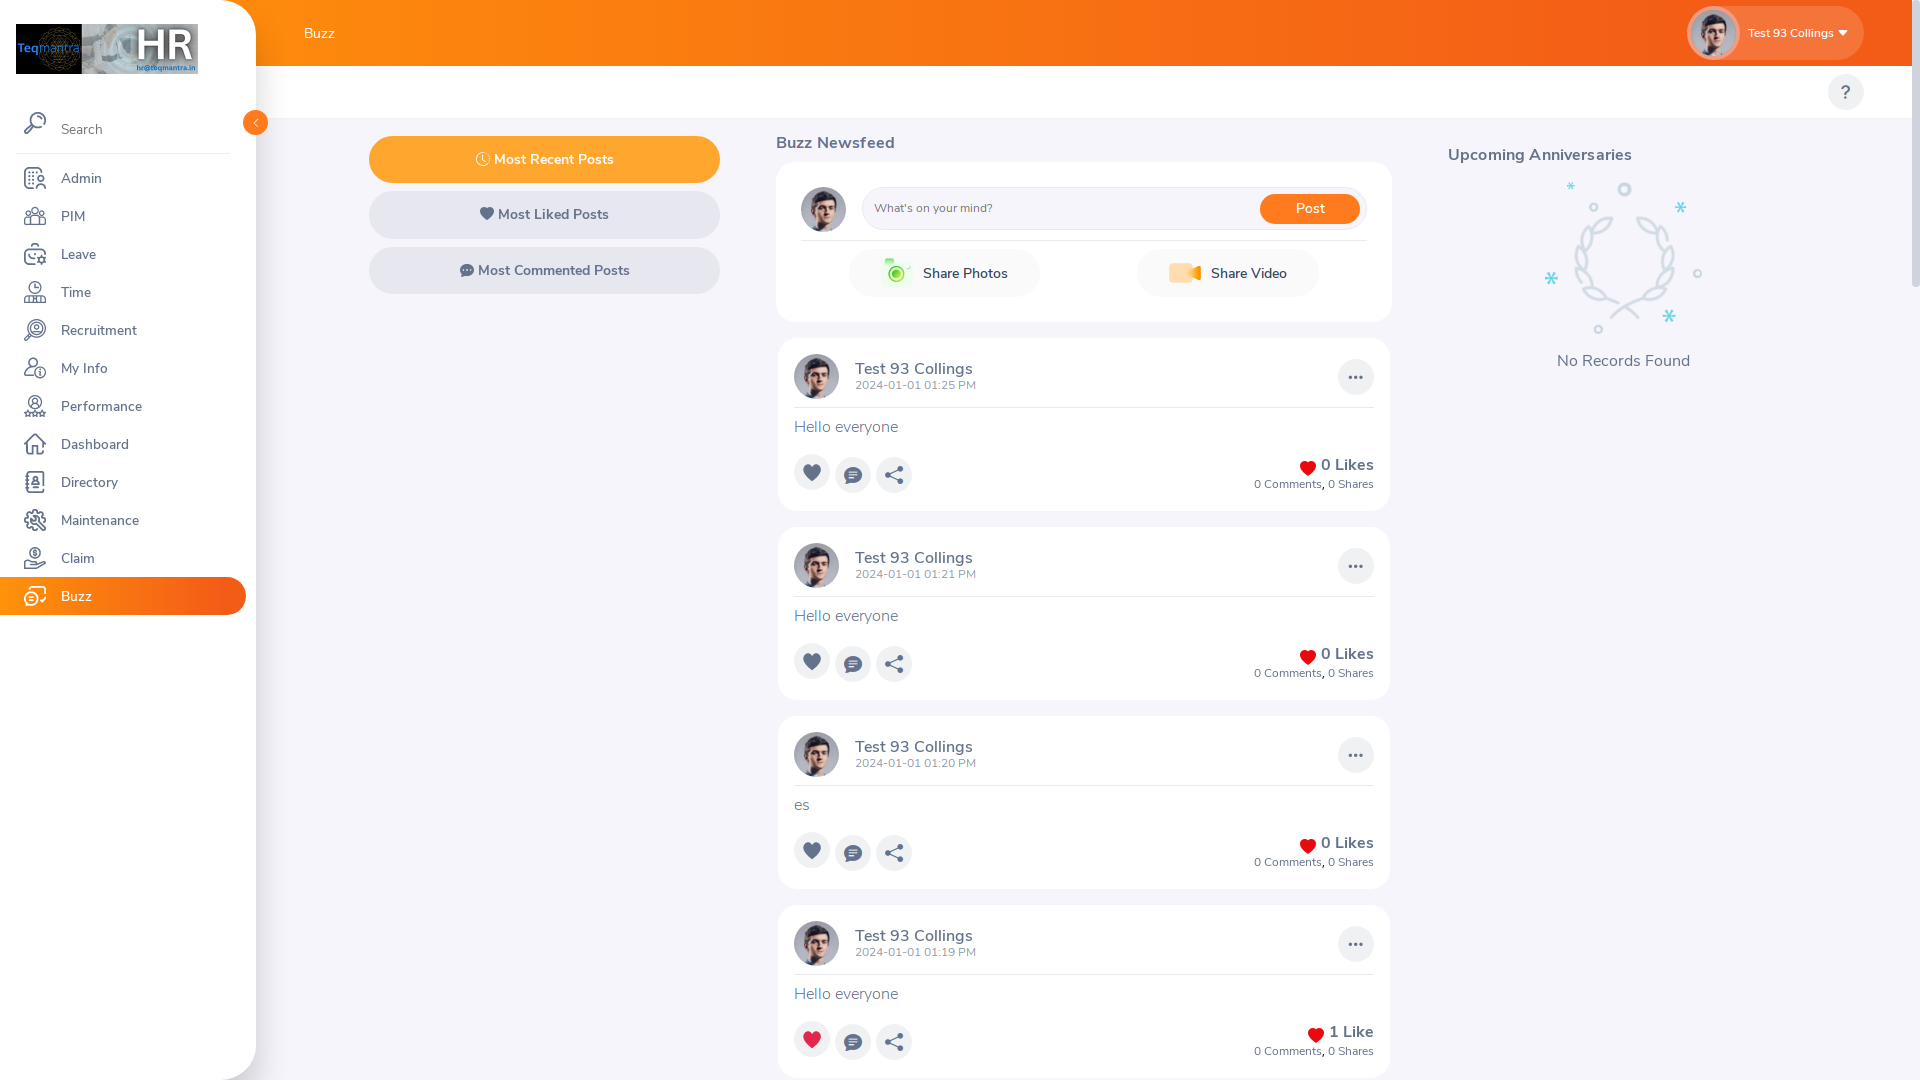 Teqmantra
HR
hr@teqmantra.in
Search
Admin
PIM
Leave
Time
Recruitment
My Info
Performance
Dashboard
Directory
Maintenance
Claim
Buzz
Buzz
Test 93 Collings
?
Most Recent Posts
Most Liked Posts
Most Commented Posts
Buzz Newsfeed
What's on your mind?
Post
Share Photos
Share Video
Test 93 Collings
2024-01-01 01:25 PM
Hello everyone
0 Likes
0 Comments, 0 Shares
Test 93 Collings
2024-01-01 01:21 PM
Hello everyone
0 Likes
0 Comments, 0 Shares
Test 93 Collings
2024-01-01 01:20 PM
es
0 Likes
0 Comments, 0 Shares
Test 93 Collings
2024-01-01 01:19 PM
Hello everyone
1 Like
0 Comments, 0 Shares
Upcoming Anniversaries
No Records Found